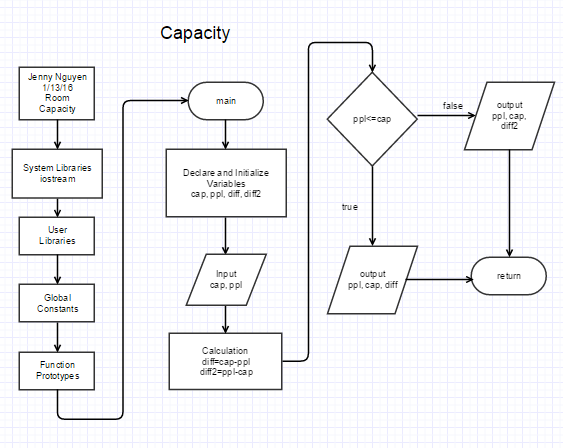 Capacity
Jenny Nguyen
1/13/16
Room
Capacity
System Libraries
iostream
User
Libraries
Global
Constants
Function
Prototypes
main
Declare and Initialize
Variables
cap, ppl, diff, diff2
Input
cap, ppl
Calculation
diff=cap-ppl
diff2=ppl-cap
ppl<=cap
false
output
ppl, cap,
diff2
true
output
ppl, cap, diff
return